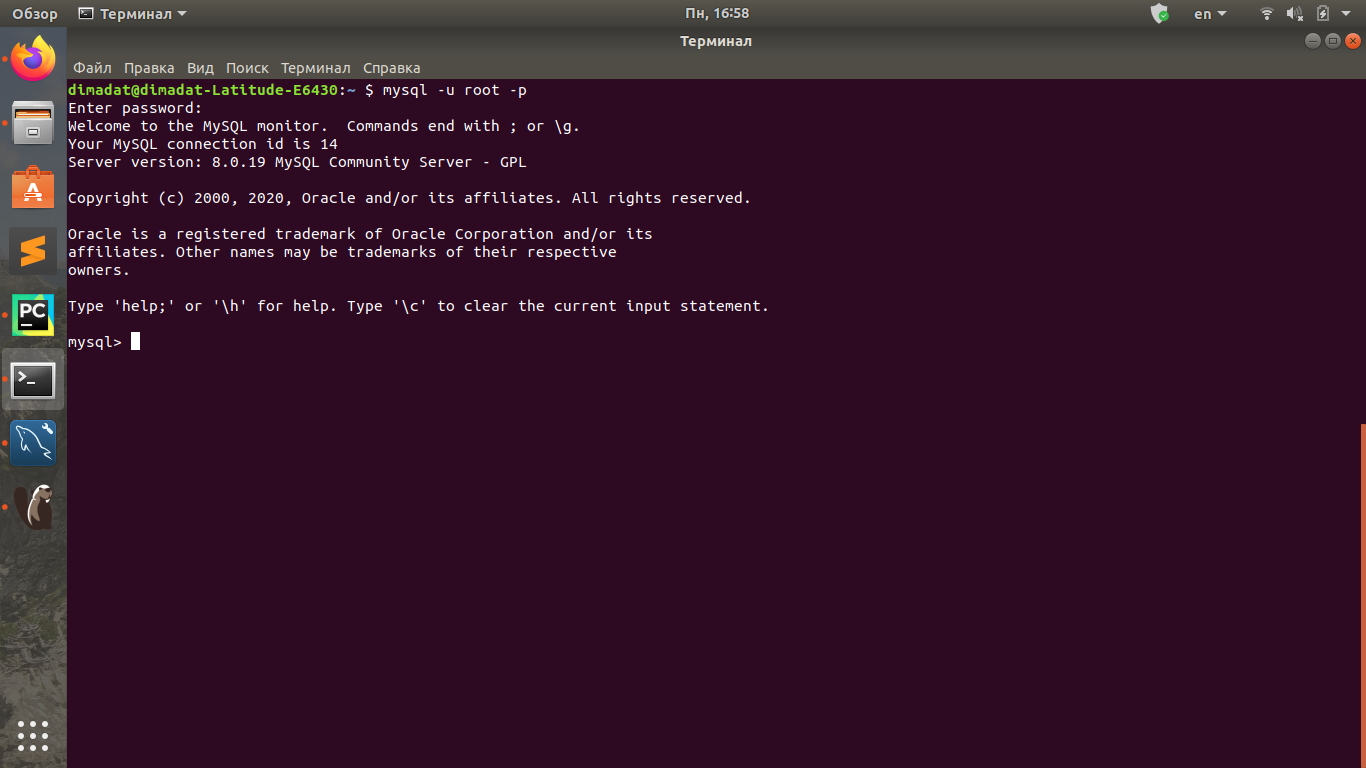 Обзор Терминал Пн, 16:58 en
Терминал
Файл Правка Вид Поиск Терминал Справка
dimadat@dimadat-Latitude-E6430:~ $ mysql -u root -p
Enter password:
Welcome to the MySQL monitor.  Commands end with ; or \g.
Your MySQL connection id is 14
Server version: 8.0.19 MySQL Community Server - GPL
Copyright (c) 2000, 2020, Oracle and/or its affiliates. All rights reserved.
Oracle is a registered trademark of Oracle Corporation and/or its
affiliates. Other names may be trademarks of their respective
owners.
Type 'help;' or '\h' for help. Type '\c' to clear the current input statement.
PC
mysql>